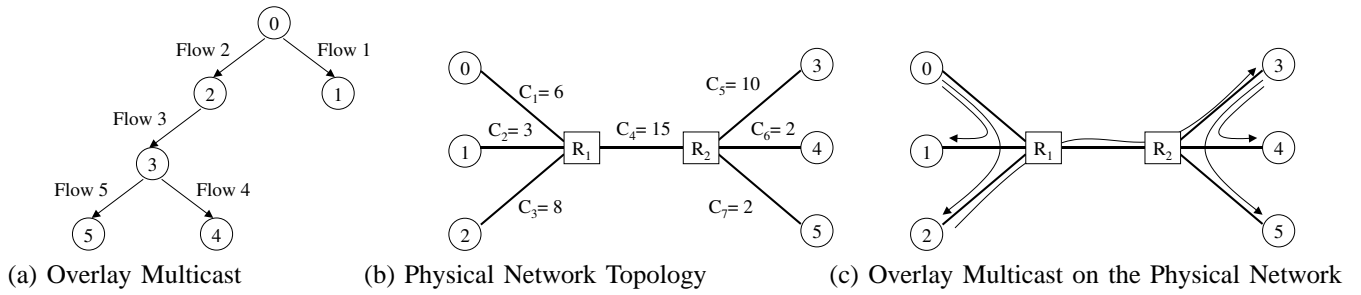 0
Flow 2
Flow 1
2
1
Flow 3
3
Flow 5
Flow 4
5
4
(a) Overlay Multicast
0
3
C1= 6
C5= 10
C2= 3
C4= 15
C6= 2
1
R1
R2
4
C3= 8
C7= 2
2
5
(b) Physical Network Topology
0
3
1
R1
R2
4
2
5
(c) Overlay Multicast on the Physical Network